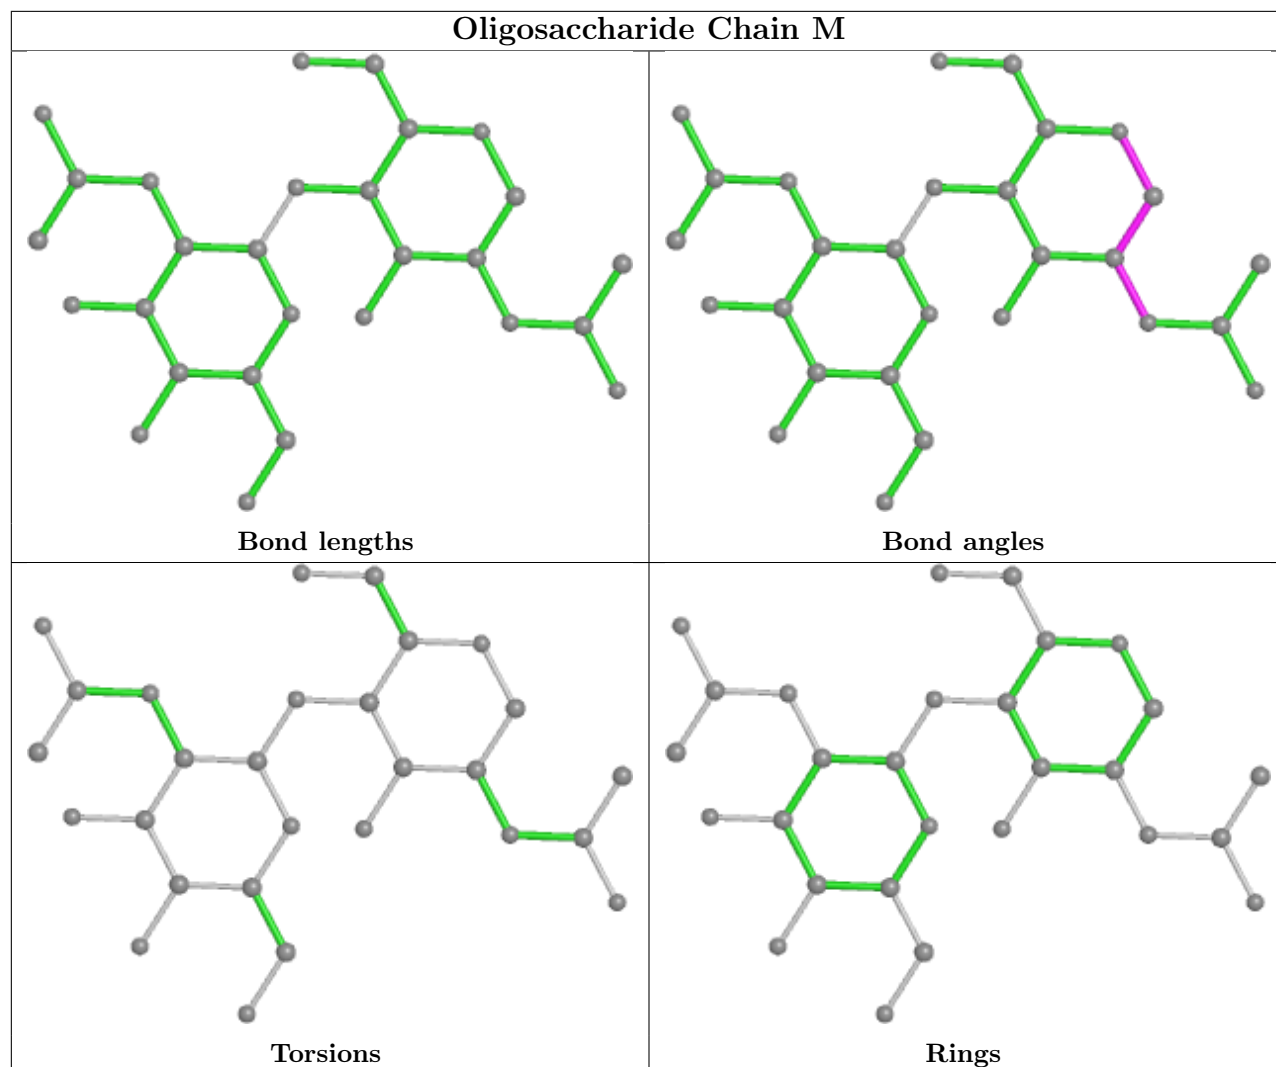 Oligosaccharide Chain M
Bond lengths
Bond angles
Torsions
Rings